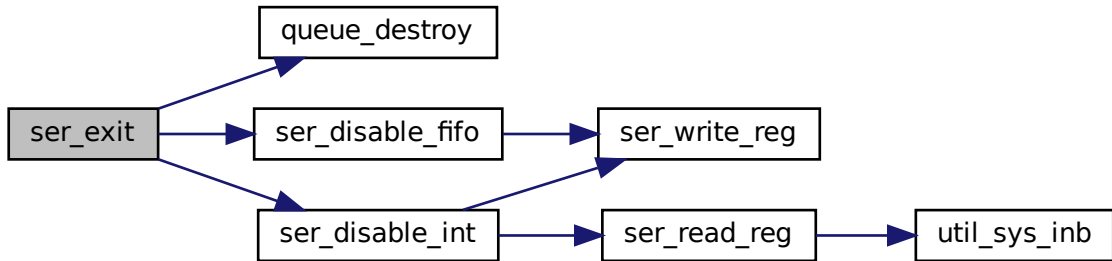 queue_destroy
ser_exit
ser_disable_fifo
ser_write_reg
ser_disable_int
ser_read_reg
util_sys_inb